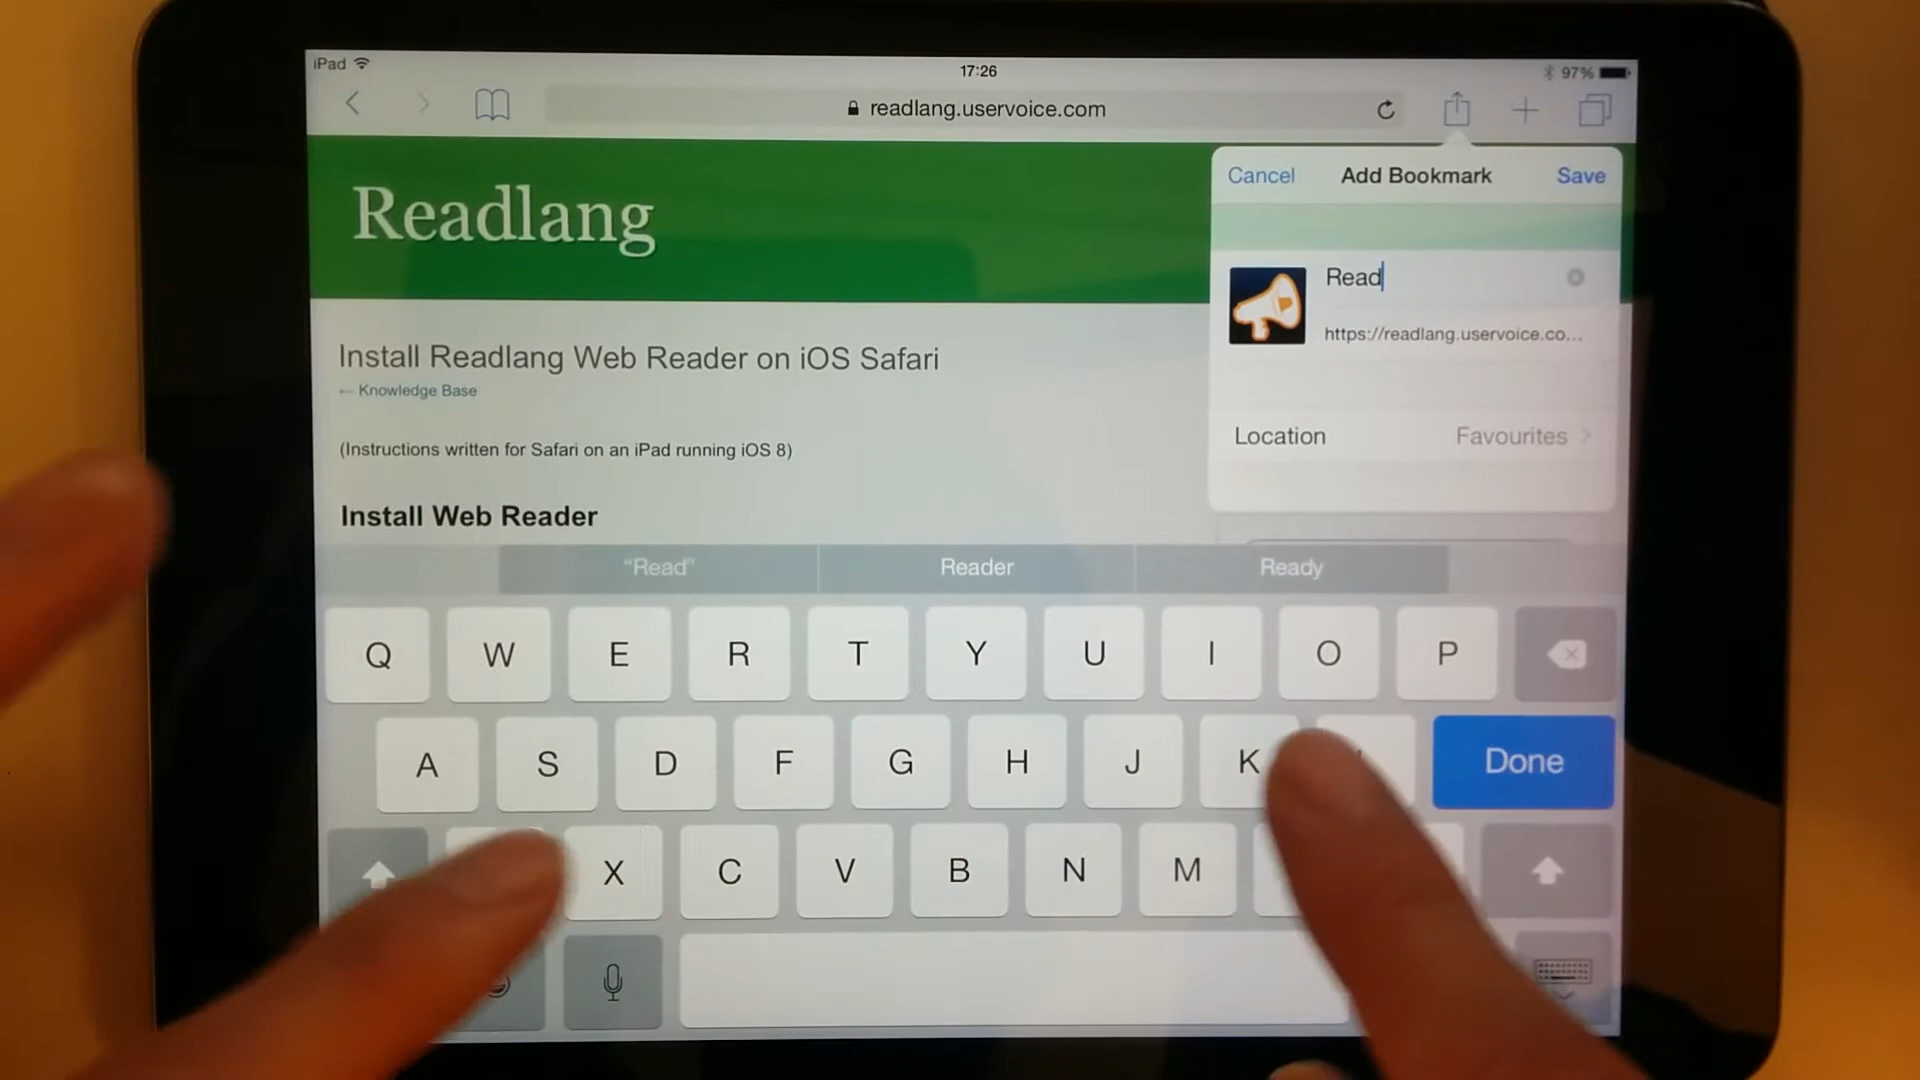 iPad
17:26
97%
readlang.uservoice.com
Readlang
Cancel Add Bookmark Save
Read
https://readlang.uservoice.co...
Location Favourites
Install Readlang Web Reader on iOS Safari
← Knowledge Base
(Instructions written for Safari on an iPad running iOS 8)
Install Web Reader
"Read" Reader Ready
Q W E R T Y U I O P
A S D F G H J K Done
X C V B N M